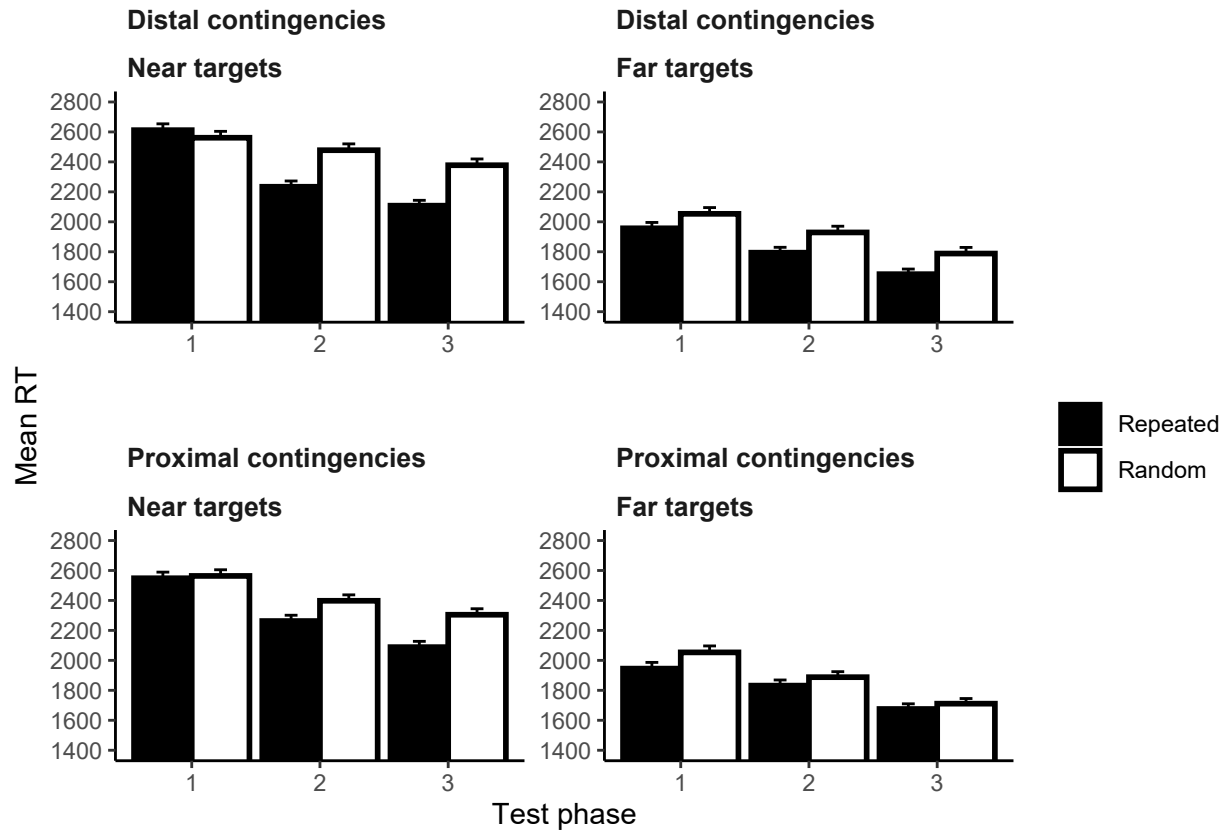 Distal contingencies
Near targets
2800
2600
2400
2200
2000
1800
1600
1400
1 2 3
Distal contingencies
Far targets
2800
2600
2400
2200
2000
1800
1600
1400
1 2 3
Mean RT
Proximal contingencies
Near targets
2800
2600
2400
2200
2000
1800
1600
1400
1 2 3
Proximal contingencies
Far targets
2800
2600
2400
2200
2000
1800
1600
1400
1 2 3
Test phase
Repeated
Random